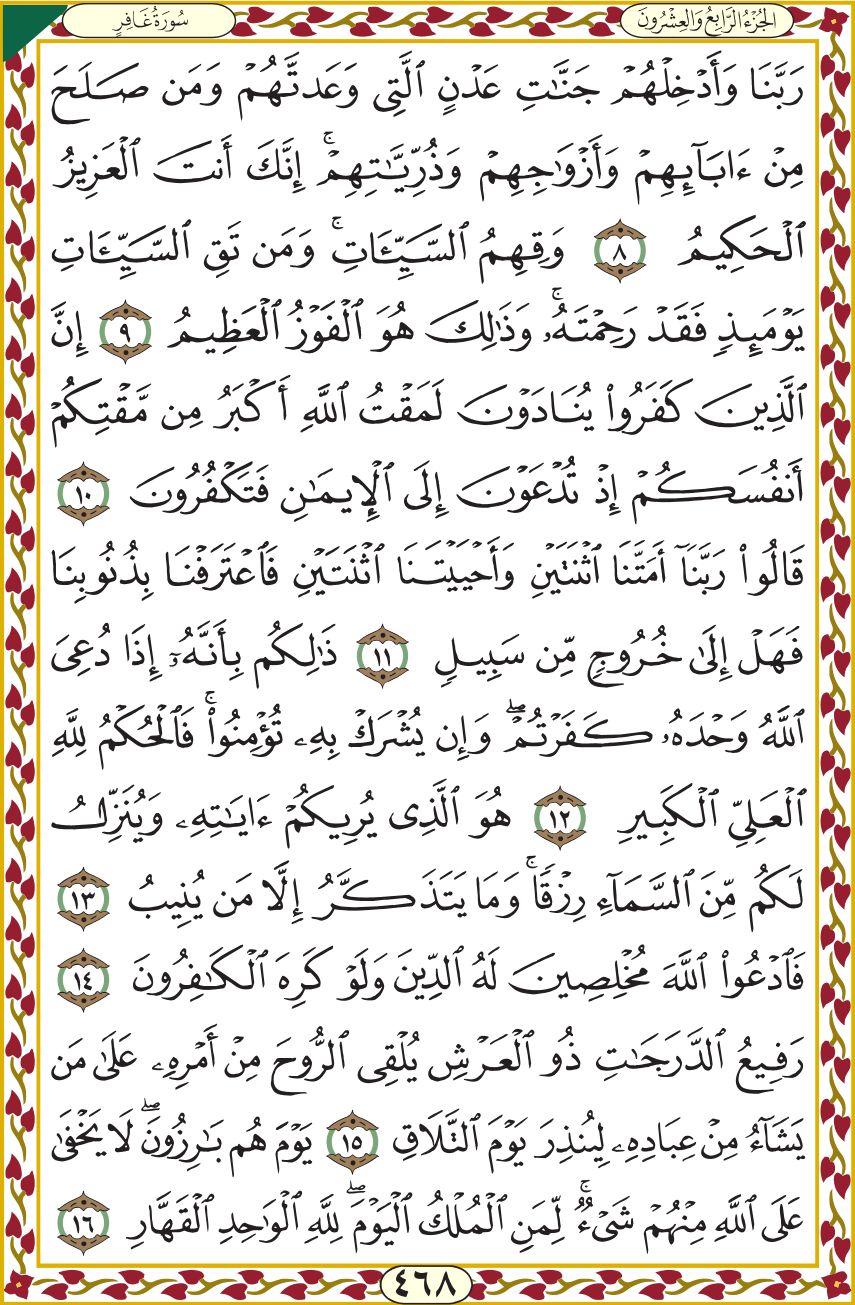 الجُزْءُ الرَّابِعُ وَالعِشْرُونَ
سُورَةُ غَافِرٍ
رَبَّنَا وَأَدْخِلْهُمْ جَنَّٰتِ عَدْنٍ ٱلَّتِى وَعَدتَّهُمْ وَمَن صَلَحَ
مِنْ ءَابَآئِهِمْ وَأَزْوَٰجِهِمْ وَذُرِّيَّٰتِهِمْۚ إِنَّكَ أَنتَ ٱلْعَزِيزُ
ٱلْحَكِيمُ ٨ وَقِهِمُ ٱلسَّيِّـَٔاتِۚ وَمَن تَقِ ٱلسَّيِّـَٔاتِ
يَوْمَئِذٍ فَقَدْ رَحِمْتَهُۥۚ وَذَٰلِكَ هُوَ ٱلْفَوْزُ ٱلْعَظِيمُ ٩ إِنَّ
ٱلَّذِينَ كَفَرُوا۟ يُنَادَوْنَ لَمَقْتُ ٱللَّهِ أَكْبَرُ مِن مَّقْتِكُمْ
أَنفُسَكُمْ إِذْ تُدْعَوْنَ إِلَى ٱلْإِيمَٰنِ فَتَكْفُرُونَ ١٠
قَالُوا۟ رَبَّنَآ أَمَتَّنَا ٱثْنَتَيْنِ وَأَحْيَيْتَنَا ٱثْنَتَيْنِ فَٱعْتَرَفْنَا بِذُنُوبِنَا
فَهَلْ إِلَىٰ خُرُوجٍ مِّن سَبِيلٍ ١١ ذَٰلِكُم بِأَنَّهُۥٓ إِذَا دُعِىَ
ٱللَّهُ وَحْدَهُۥ كَفَرْتُمْۖ وَإِن يُشْرَكْ بِهِۦ تُؤْمِنُوا۟ۚ فَٱلْحُكْمُ لِلَّهِ
ٱلْعَلِىِّ ٱلْكَبِيرِ ١٢ هُوَ ٱلَّذِى يُرِيكُمْ ءَايَٰتِهِۦ وَيُنَزِّلُ
لَكُم مِّنَ ٱلسَّمَآءِ رِزْقًاۚ وَمَا يَتَذَكَّرُ إِلَّا مَن يُنِيبُ ١٣
فَٱدْعُوا۟ ٱللَّهَ مُخْلِصِينَ لَهُ ٱلدِّينَ وَلَوْ كَرِهَ ٱلْكَٰفِرُونَ ١٤
رَفِيعُ ٱلدَّرَجَٰتِ ذُو ٱلْعَرْشِ يُلْقِى ٱلرُّوحَ مِنْ أَمْرِهِۦ عَلَىٰ مَن
يَشَآءُ مِنْ عِبَادِهِۦ لِيُنذِرَ يَوْمَ ٱلتَّلَاقِ ١٥ يَوْمَ هُم بَٰرِزُونَۖ لَا يَخْفَىٰ
عَلَى ٱللَّهِ مِنْهُمْ شَىْءٌۚ لِّمَنِ ٱلْمُلْكُ ٱلْيَوْمَۖ لِلَّهِ ٱلْوَٰحِدِ ٱلْقَهَّارِ ١٦
٤٦٨